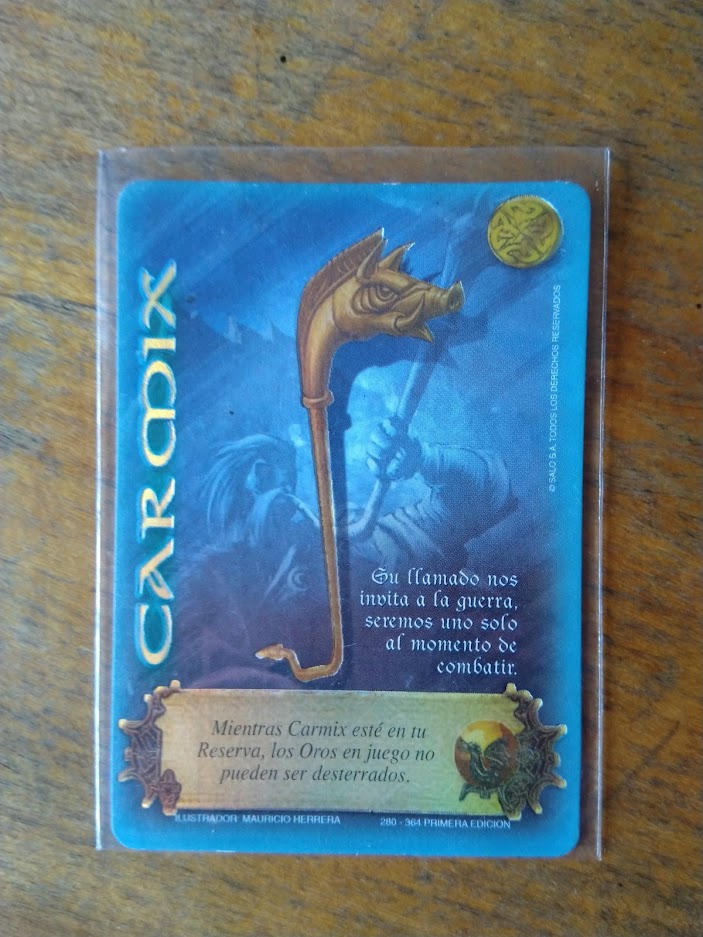 CARMIX
© SALO S.A. TODOS LOS DERECHOS RESERVADOS
Su llamado nos
invita a la guerra,
seremos uno solo
al momento de
combatir.
Mientras Carmix esté en tu
Reserva, los Oros en juego no
pueden ser desterrados.
ILUSTRADOR: MAURICIO HERRERA
280 - 364 PRIMERA EDICION